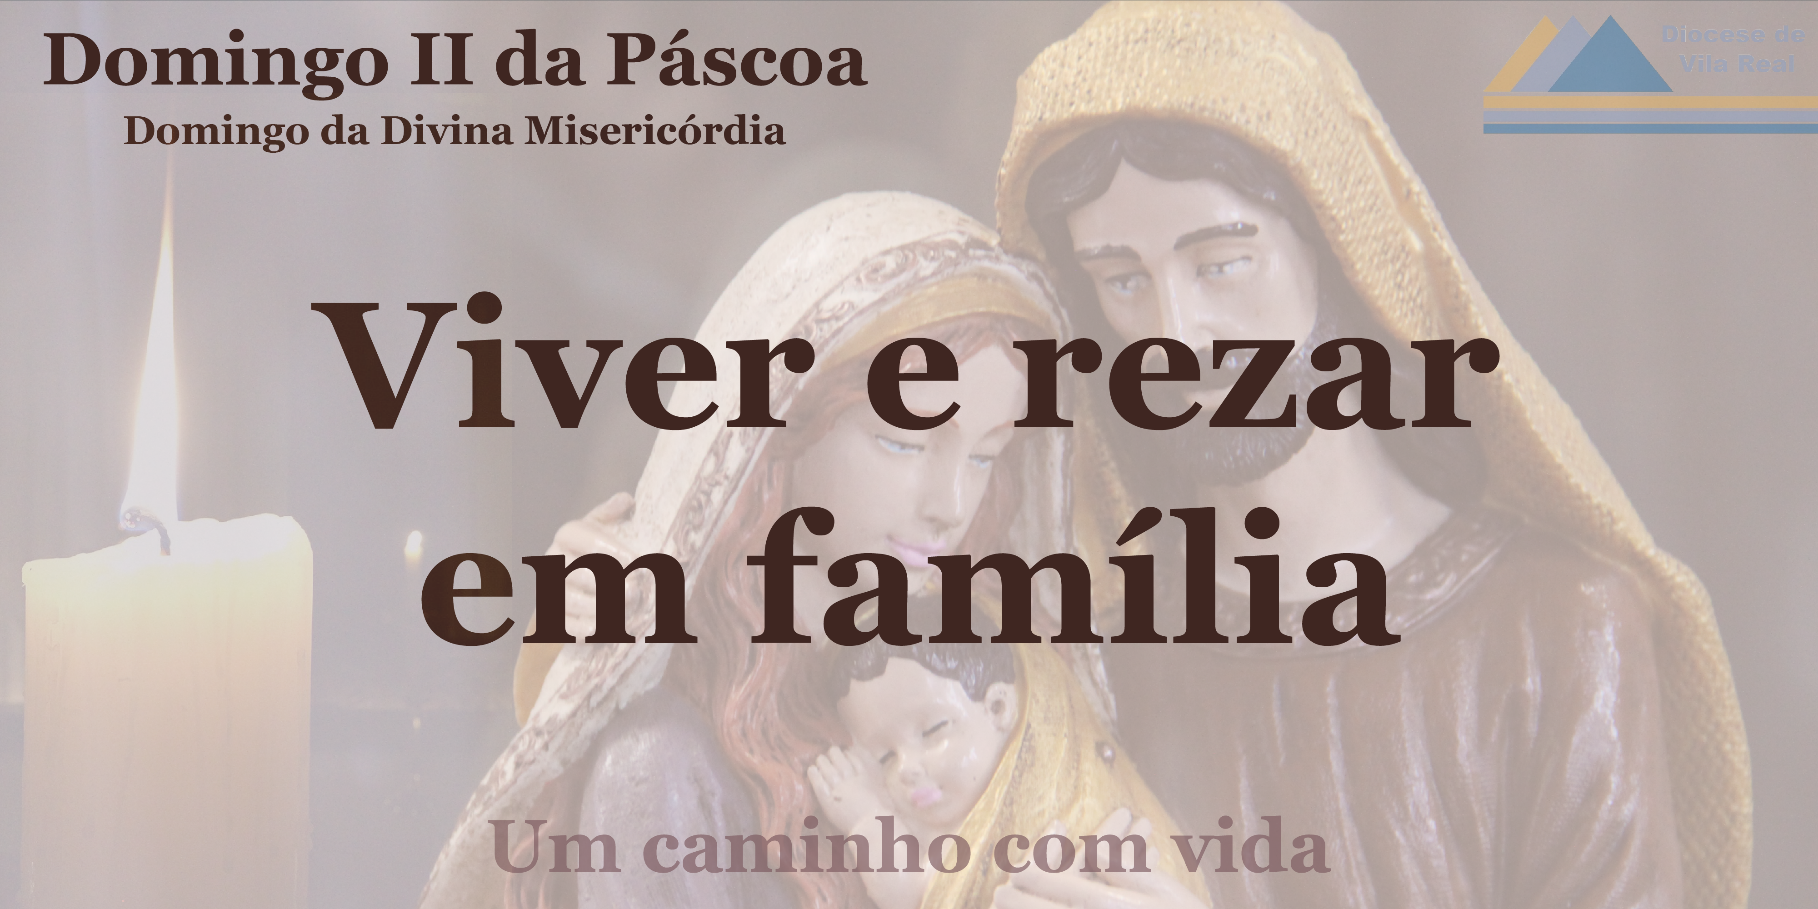 Domingo II da Páscoa
Domingo da Divina Misericórdia
Diocese de
Vila Real
Viver e rezar
em família
Um caminho com vida